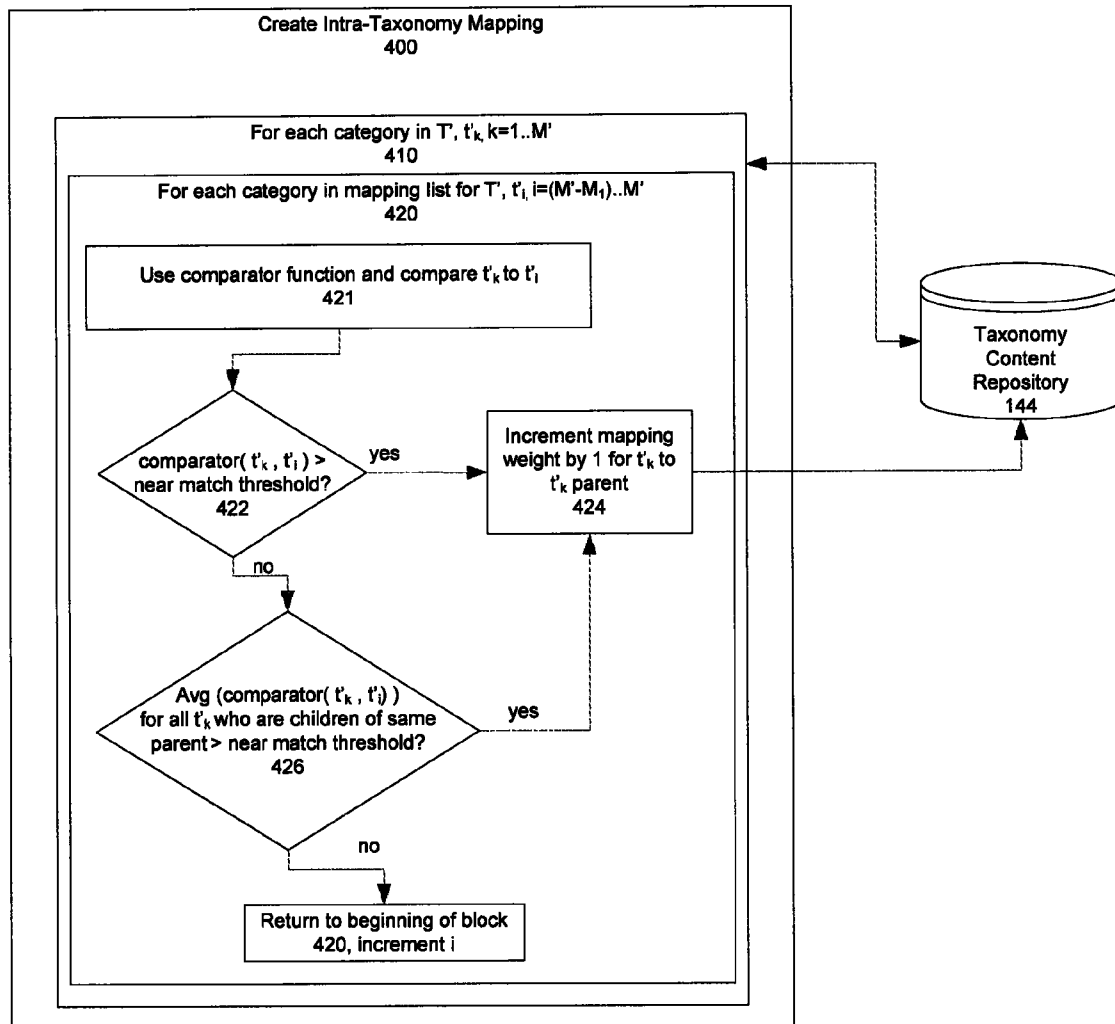 Create Intra-Taxonomy Mapping
400
For each category in T', t'k, k=1..M'
410
For each category in mapping list for T', t'i, i=(M'-M1)..M'
420
Use comparator function and compare t'k to t'i
421
comparator( t'k , t'i ) >
near match threshold?
422
yes
Increment mapping
weight by 1 for t'k to
t'k parent
424
Taxonomy
Content
Repository
144
no
Avg (comparator( t'k , t'i) )
for all t'k who are children of same
parent > near match threshold?
426
yes
no
Return to beginning of block
420, increment i